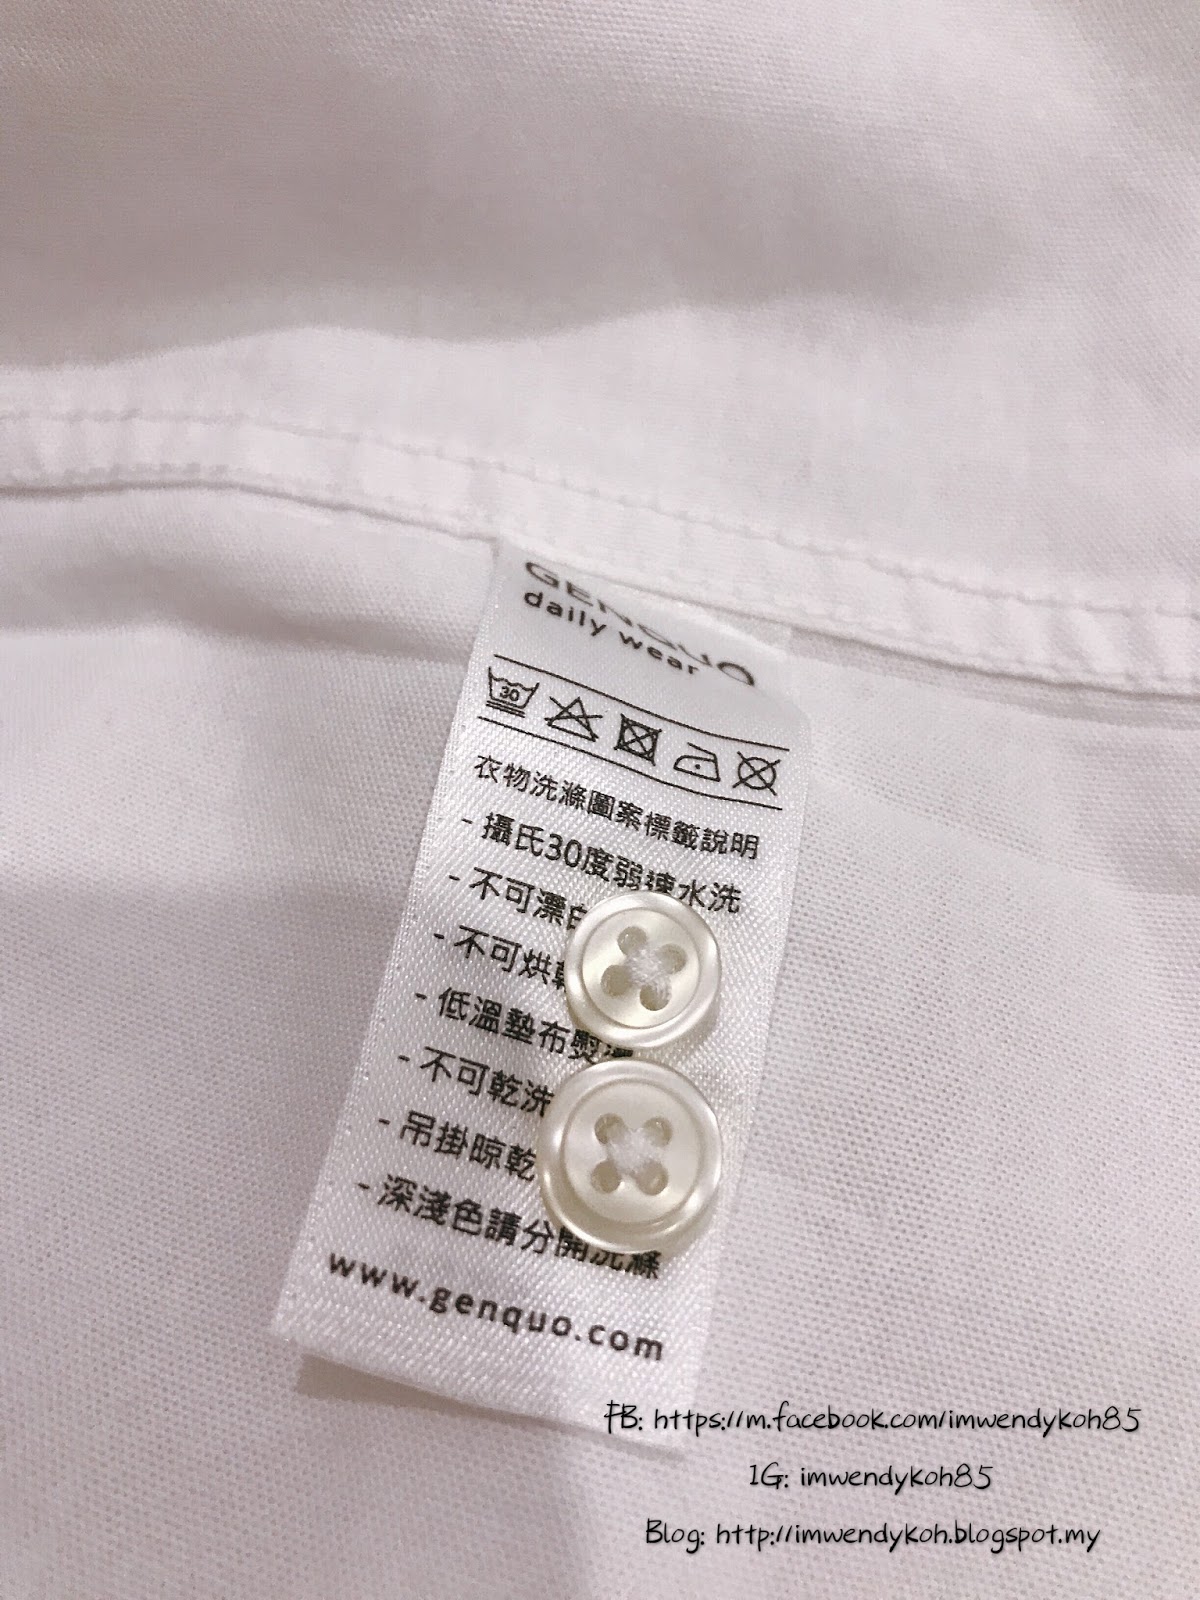 GENQUO
daily wear
30
衣物洗滌圖案標籤說明
- 攝氏30度弱速水洗
- 不可漂白
- 不可烘
- 低溫墊布熨燙
- 不可乾洗
- 吊掛晾乾
- 深淺色請分開洗滌
www.genquo.com
FB: https://m.facebook.com/imwendykoh85
IG: imwendykoh85
Blog: http://imwendykoh.blogspot.my